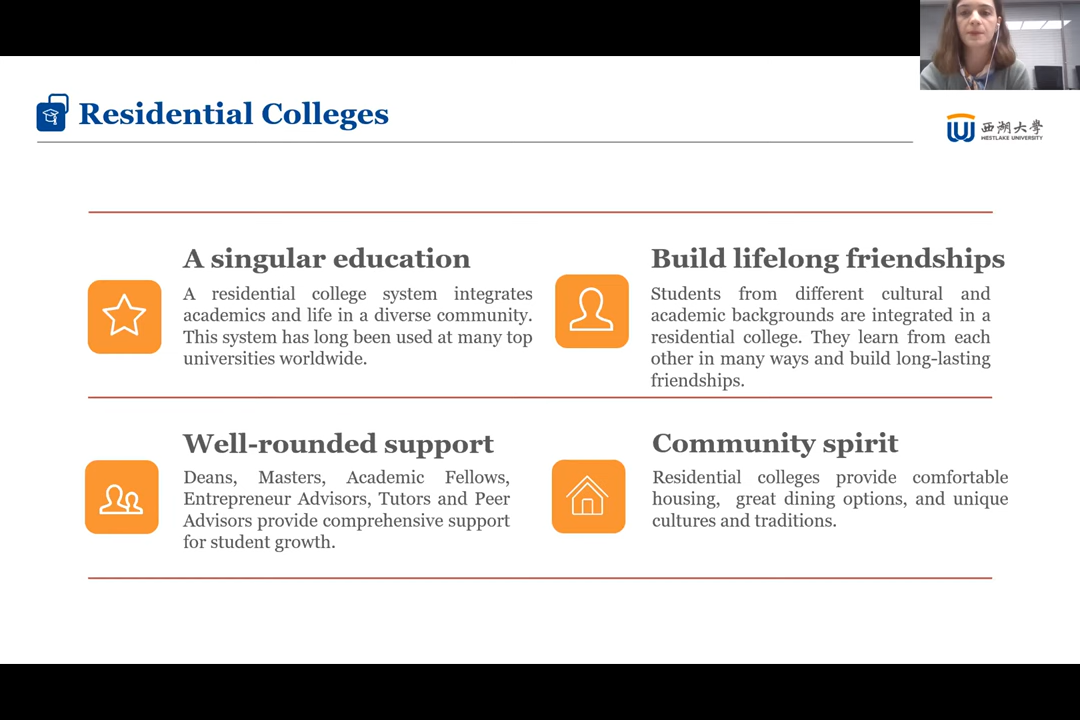 Residential Colleges
西湖大學
WESTLAKE UNIVERSITY
A singular education
A residential college system integrates
academics and life in a diverse community.
This system has long been used at many top
universities worldwide.
Build lifelong friendships
Students from different cultural and
academic backgrounds are integrated in a
residential college. They learn from each
other in many ways and build long-lasting
friendships.
Well-rounded support
Deans, Masters, Academic Fellows,
Entrepreneur Advisors, Tutors and Peer
Advisors provide comprehensive support
for student growth.
Community spirit
Residential colleges provide comfortable
housing, great dining options, and unique
cultures and traditions.